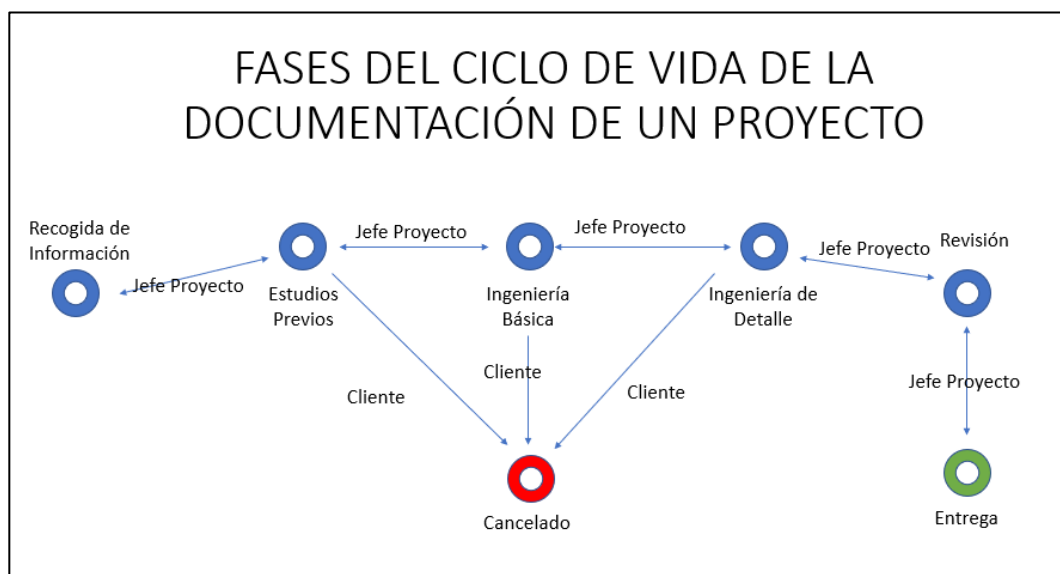 FASES DEL CICLO DE VIDA DE LA
DOCUMENTACIÓN DE UN PROYECTO
Recogida de
Información
Jefe Proyecto
Estudios
Previos
Jefe Proyecto
Ingeniería
Básica
Jefe Proyecto
Ingeniería de
Detalle
Jefe Proyecto
Revisión
Cliente
Cliente
Cliente
Jefe Proyecto
Cancelado
Entrega